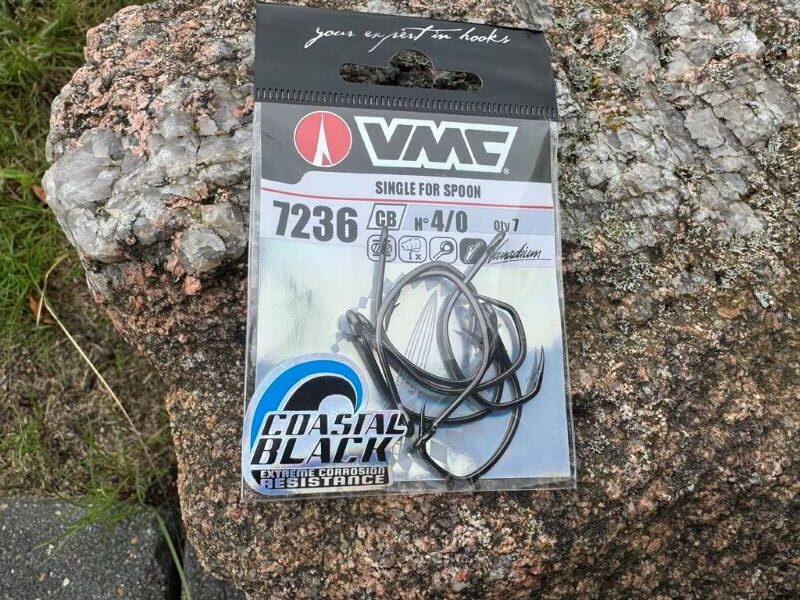 your expert in hooks
VMC®
SINGLE FOR SPOON
7236 CB N° 4/0 Qty 7
1x Vanadium
COASTAL
BLACK
EXTREME CORROSION
RESISTANCE